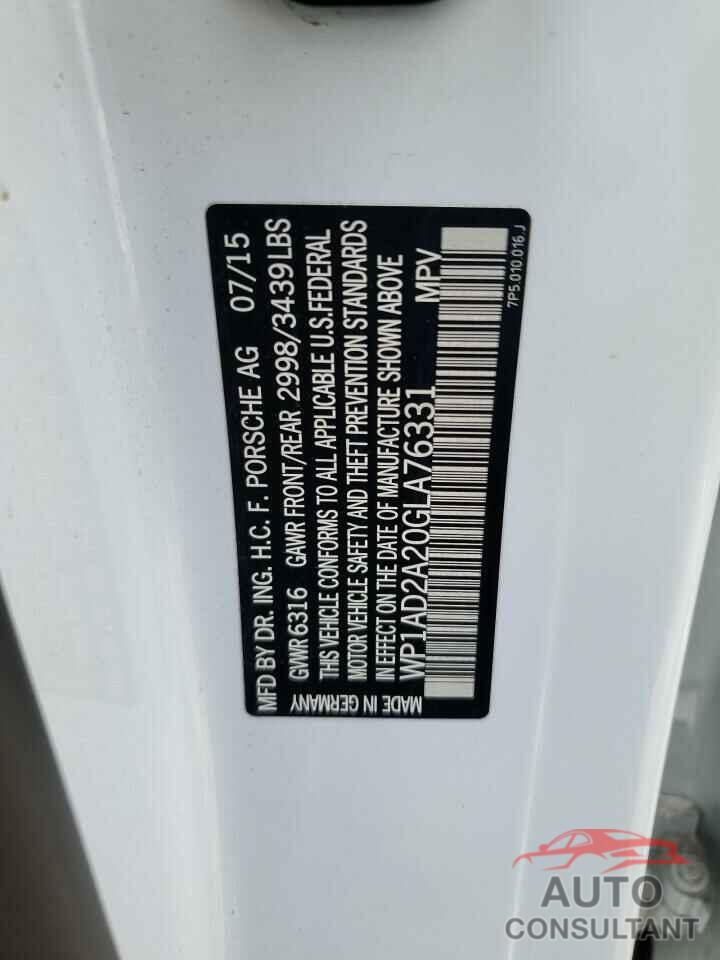 MFD BY DR. ING. H.C. F. PORSCHE AG 07/15
GVWR 6316 GAWR FRONT/REAR 2998/3439 LBS
THIS VEHICLE CONFORMS TO ALL APPLICABLE U.S.FEDERAL
MOTOR VEHICLE SAFETY AND THEFT PREVENTION STANDARDS
IN EFFECT ON THE DATE OF MANUFACTURE SHOWN ABOVE
WP1AD2A20GLA76331 MPV
MADE IN GERMANY
7P5.010.016.J
AUTO
CONSULTANT